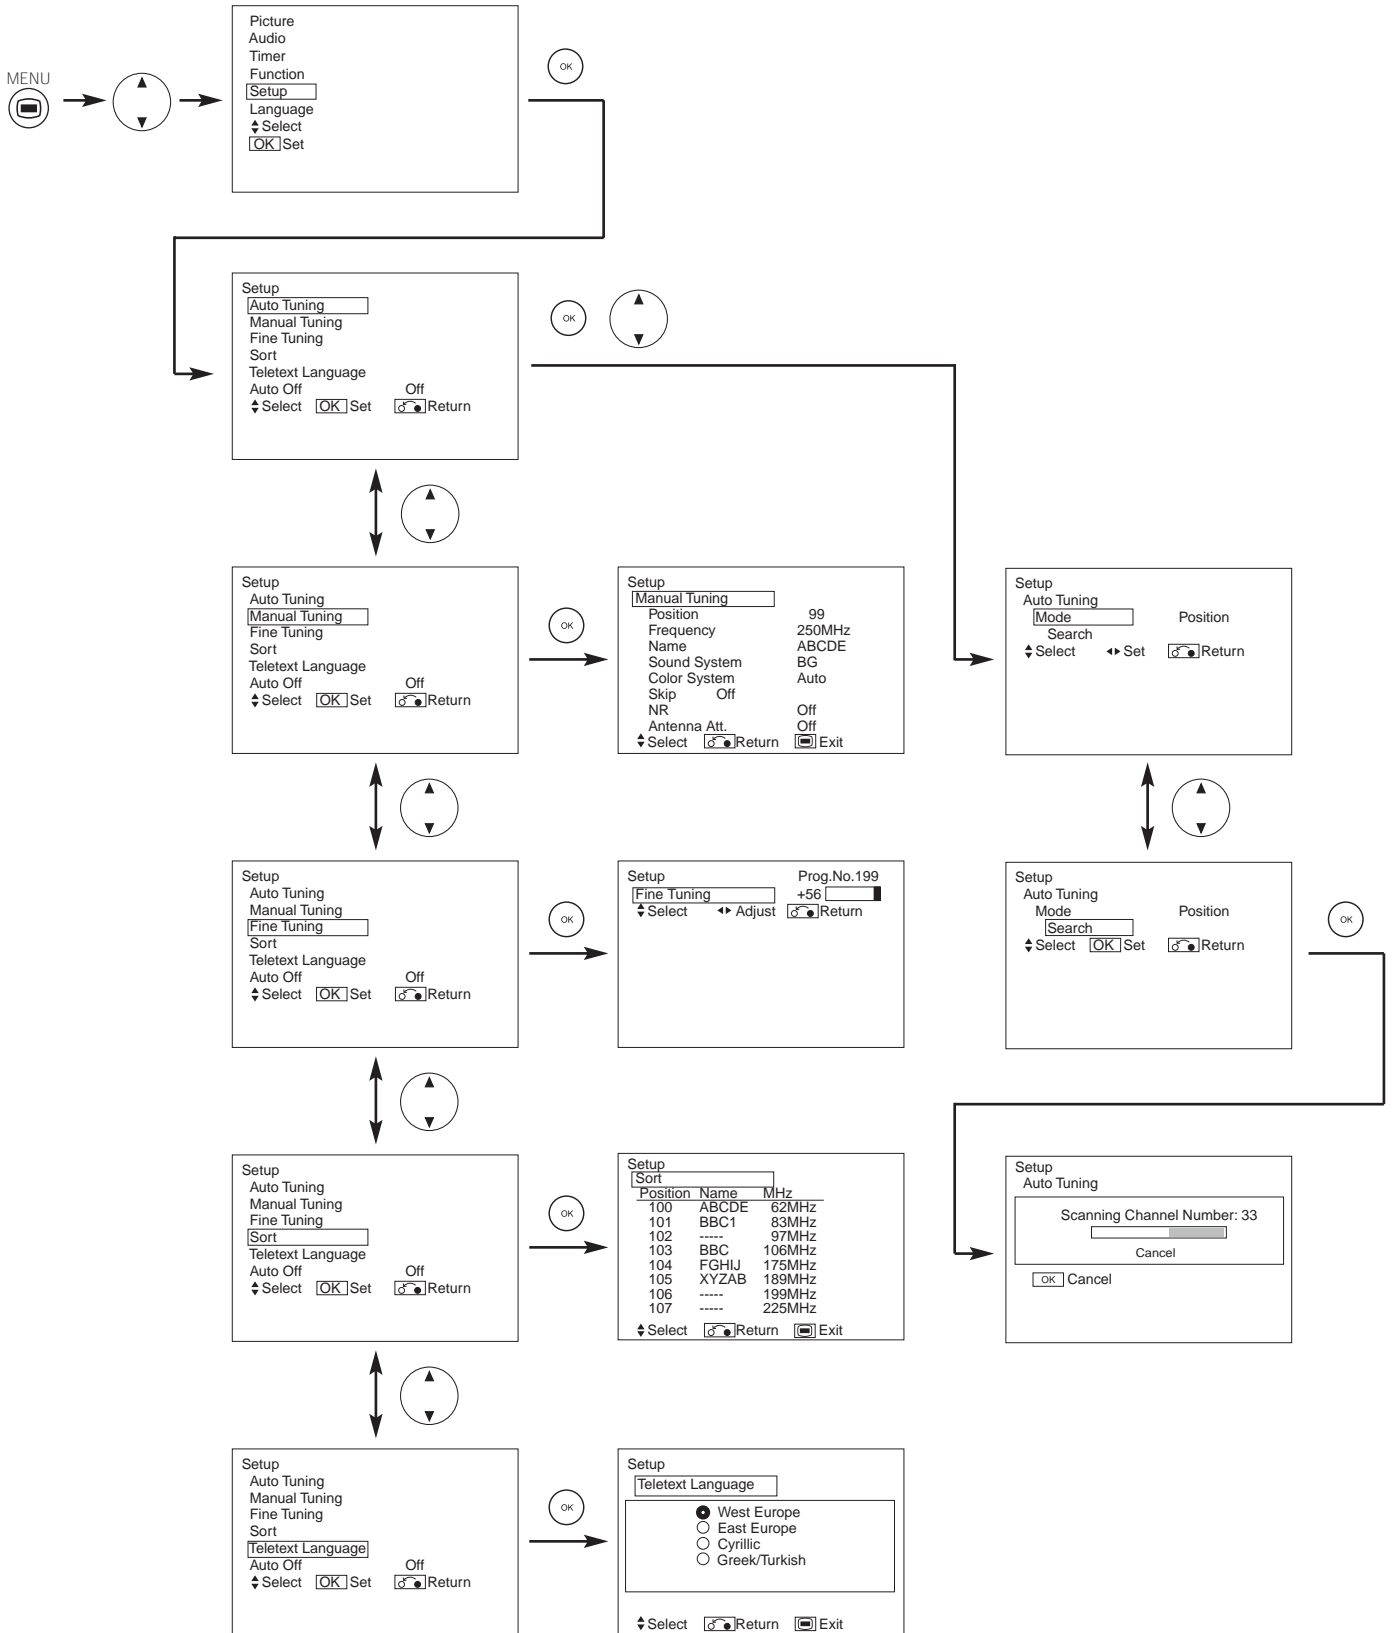 Picture
Audio
Timer
Function
Setup
Language
Select
OK Set
MENU
OK
Setup
Auto Tuning
Manual Tuning
Fine Tuning
Sort
Teletext Language
Auto Off Off
Select OK Set Return
OK
Setup
Auto Tuning
Manual Tuning
Fine Tuning
Sort
Teletext Language
Auto Off Off
Select OK Set Return
OK
Setup
Manual Tuning
Position 99
Frequency 250MHz
Name ABCDE
Sound System BG
Color System Auto
Skip Off
NR Off
Antenna Att. Off
Select Return Exit
Setup
Auto Tuning
Mode Position
Search
Select Set Return
Setup
Auto Tuning
Manual Tuning
Fine Tuning
Sort
Teletext Language
Auto Off Off
Select OK Set Return
OK
Setup Prog.No.199
Fine Tuning +56
Select Adjust Return
Setup
Auto Tuning
Mode Position
Search
Select OK Set Return
OK
Setup
Auto Tuning
Manual Tuning
Fine Tuning
Sort
Teletext Language
Auto Off Off
Select OK Set Return
OK
Setup
Sort
Position Name MHz
100 ABCDE 62MHz
101 BBC1 83MHz
102 ----- 97MHz
103 BBC 106MHz
104 FGHIJ 175MHz
105 XYZAB 189MHz
106 ----- 199MHz
107 ----- 225MHz
Select Return Exit
Setup
Auto Tuning
Scanning Channel Number: 33
Cancel
OK Cancel
Setup
Auto Tuning
Manual Tuning
Fine Tuning
Sort
Teletext Language
Auto Off Off
Select OK Set Return
OK
Setup
Teletext Language
West Europe
East Europe
Cyrillic
Greek/Turkish
Select Return Exit